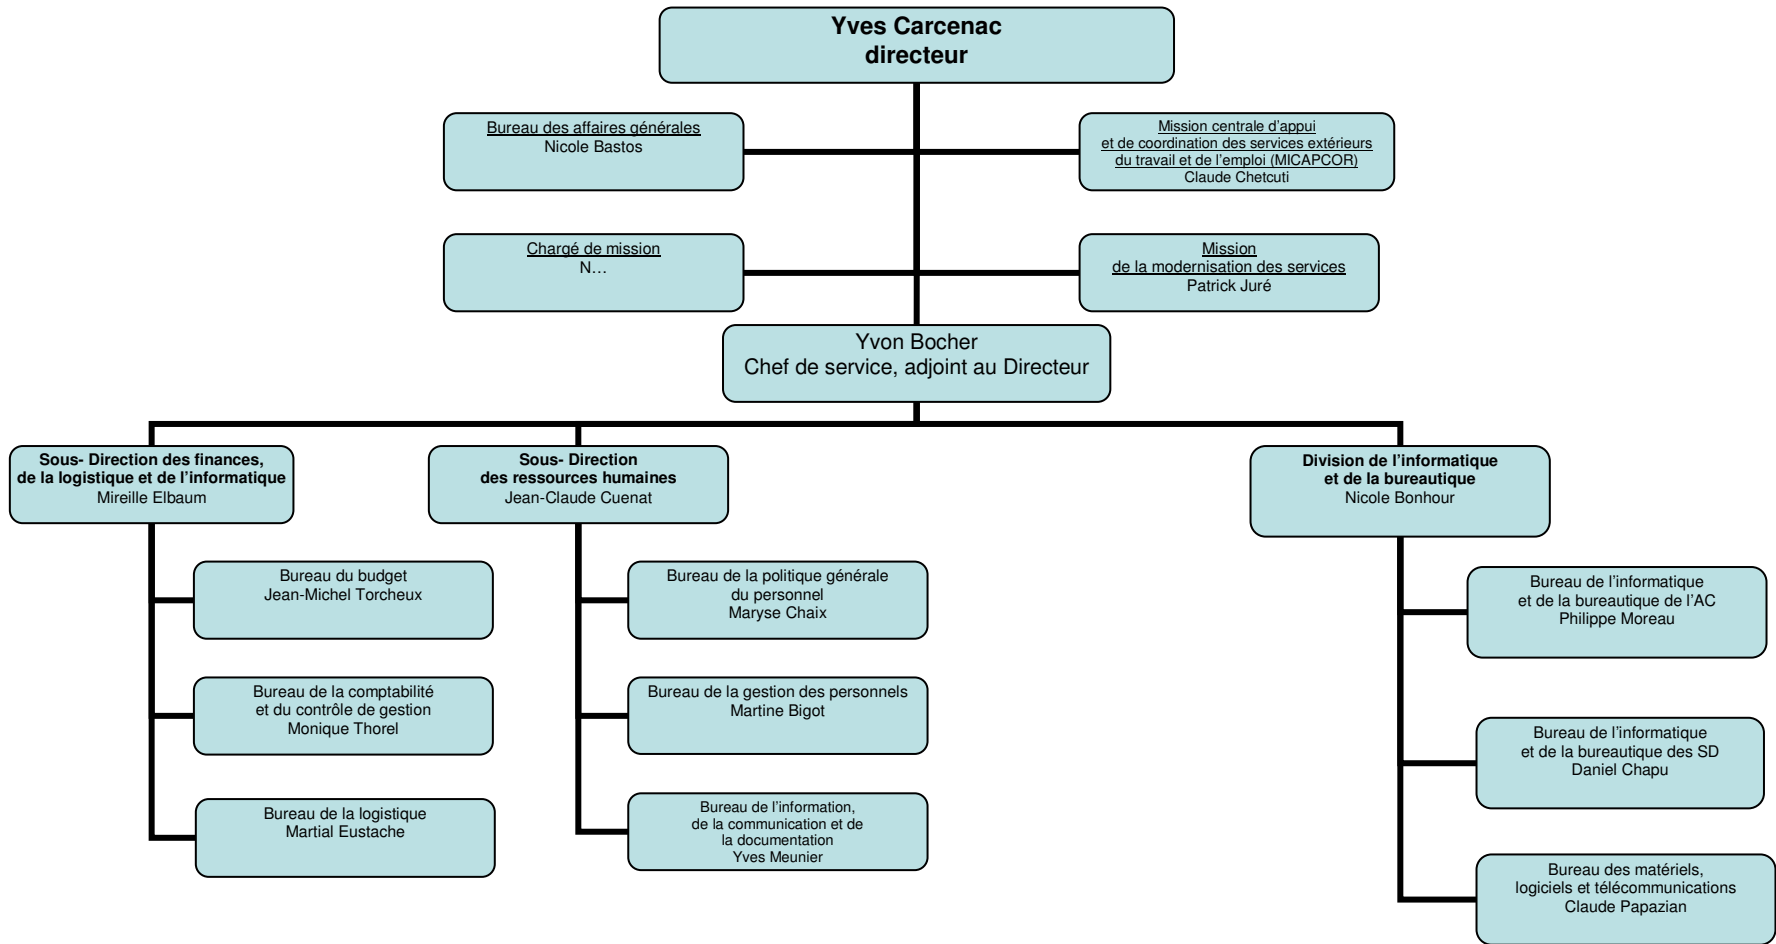 Yves Carcenac
directeur
Bureau des affaires générales
Nicole Bastos
Mission centrale d’appui
et de coordination des services extérieurs
du travail et de l’emploi (MICAPCOR)
Claude Chetcuti
Chargé de mission
N…
Mission
de la modernisation des services
Patrick Juré
Yvon Bocher
Chef de service, adjoint au Directeur
Sous- Direction des finances,
de la logistique et de l’informatique
Mireille Elbaum
Sous- Direction
des ressources humaines
Jean-Claude Cuenat
Division de l’informatique
et de la bureautique
Nicole Bonhour
Bureau du budget
Jean-Michel Torcheux
Bureau de la comptabilité
et du contrôle de gestion
Monique Thorel
Bureau de la logistique
Martial Eustache
Bureau de la politique générale
du personnel
Maryse Chaix
Bureau de la gestion des personnels
Martine Bigot
Bureau de l’information,
de la communication et de
la documentation
Yves Meunier
Bureau de l’informatique
et de la bureautique de l’AC
Philippe Moreau
Bureau de l’informatique
et de la bureautique des SD
Daniel Chapu
Bureau des matériels,
logiciels et télécommunications
Claude Papazian